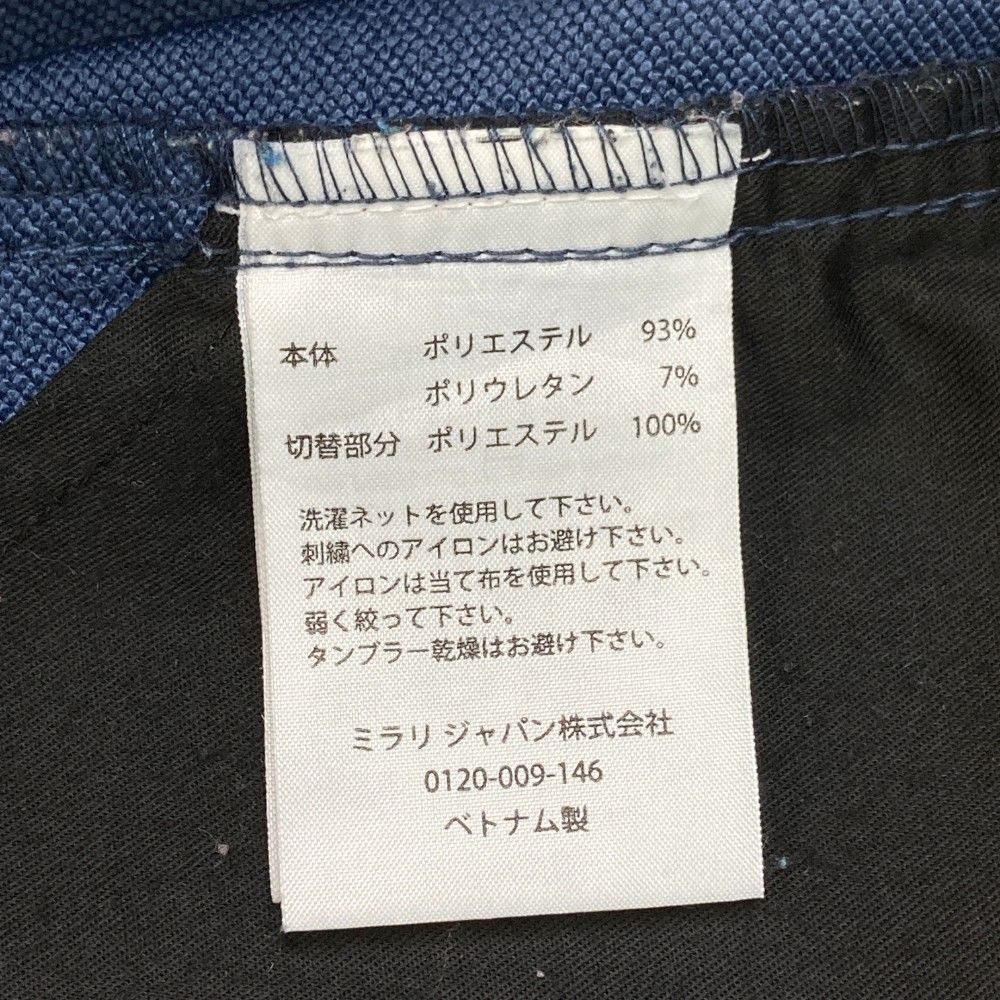 本体 ポリエステル 93%
ポリウレタン 7%
切替部分 ポリエステル 100%
洗濯ネットを使用して下さい。
刺繍へのアイロンはお避け下さい。
アイロンは当て布を使用して下さい。
弱く絞って下さい。
タンブラー乾燥はお避け下さい。
ミラリ ジャパン株式会社
0120-009-146
ベトナム製